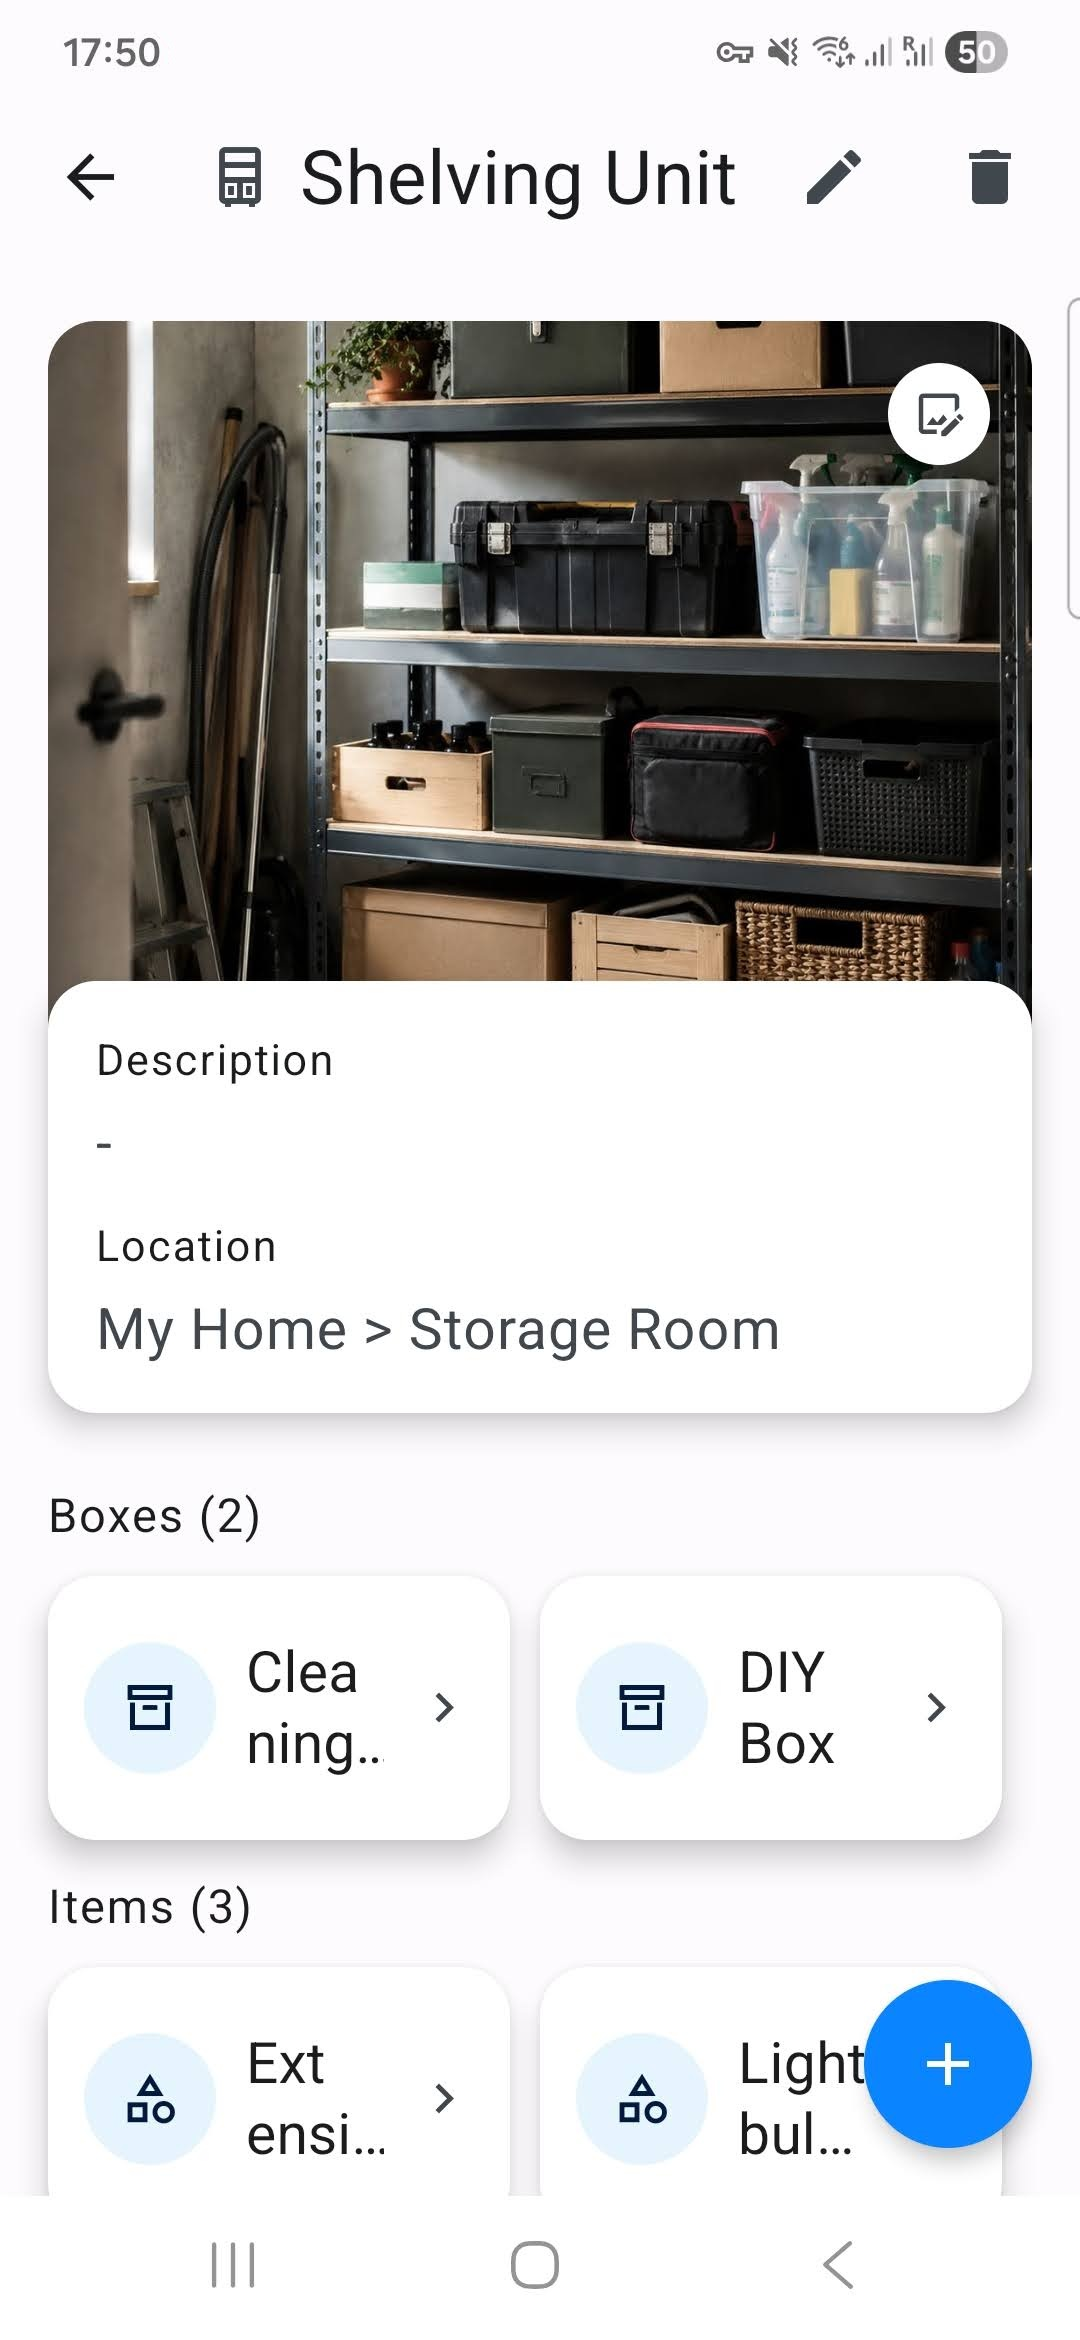 17:50
6
R
50
Shelving Unit
Description
-
Location
My Home > Storage Room
Boxes (2)
Clea
ning...
DIY
Box
Items (3)
Ext
ensi...
Light
bul...